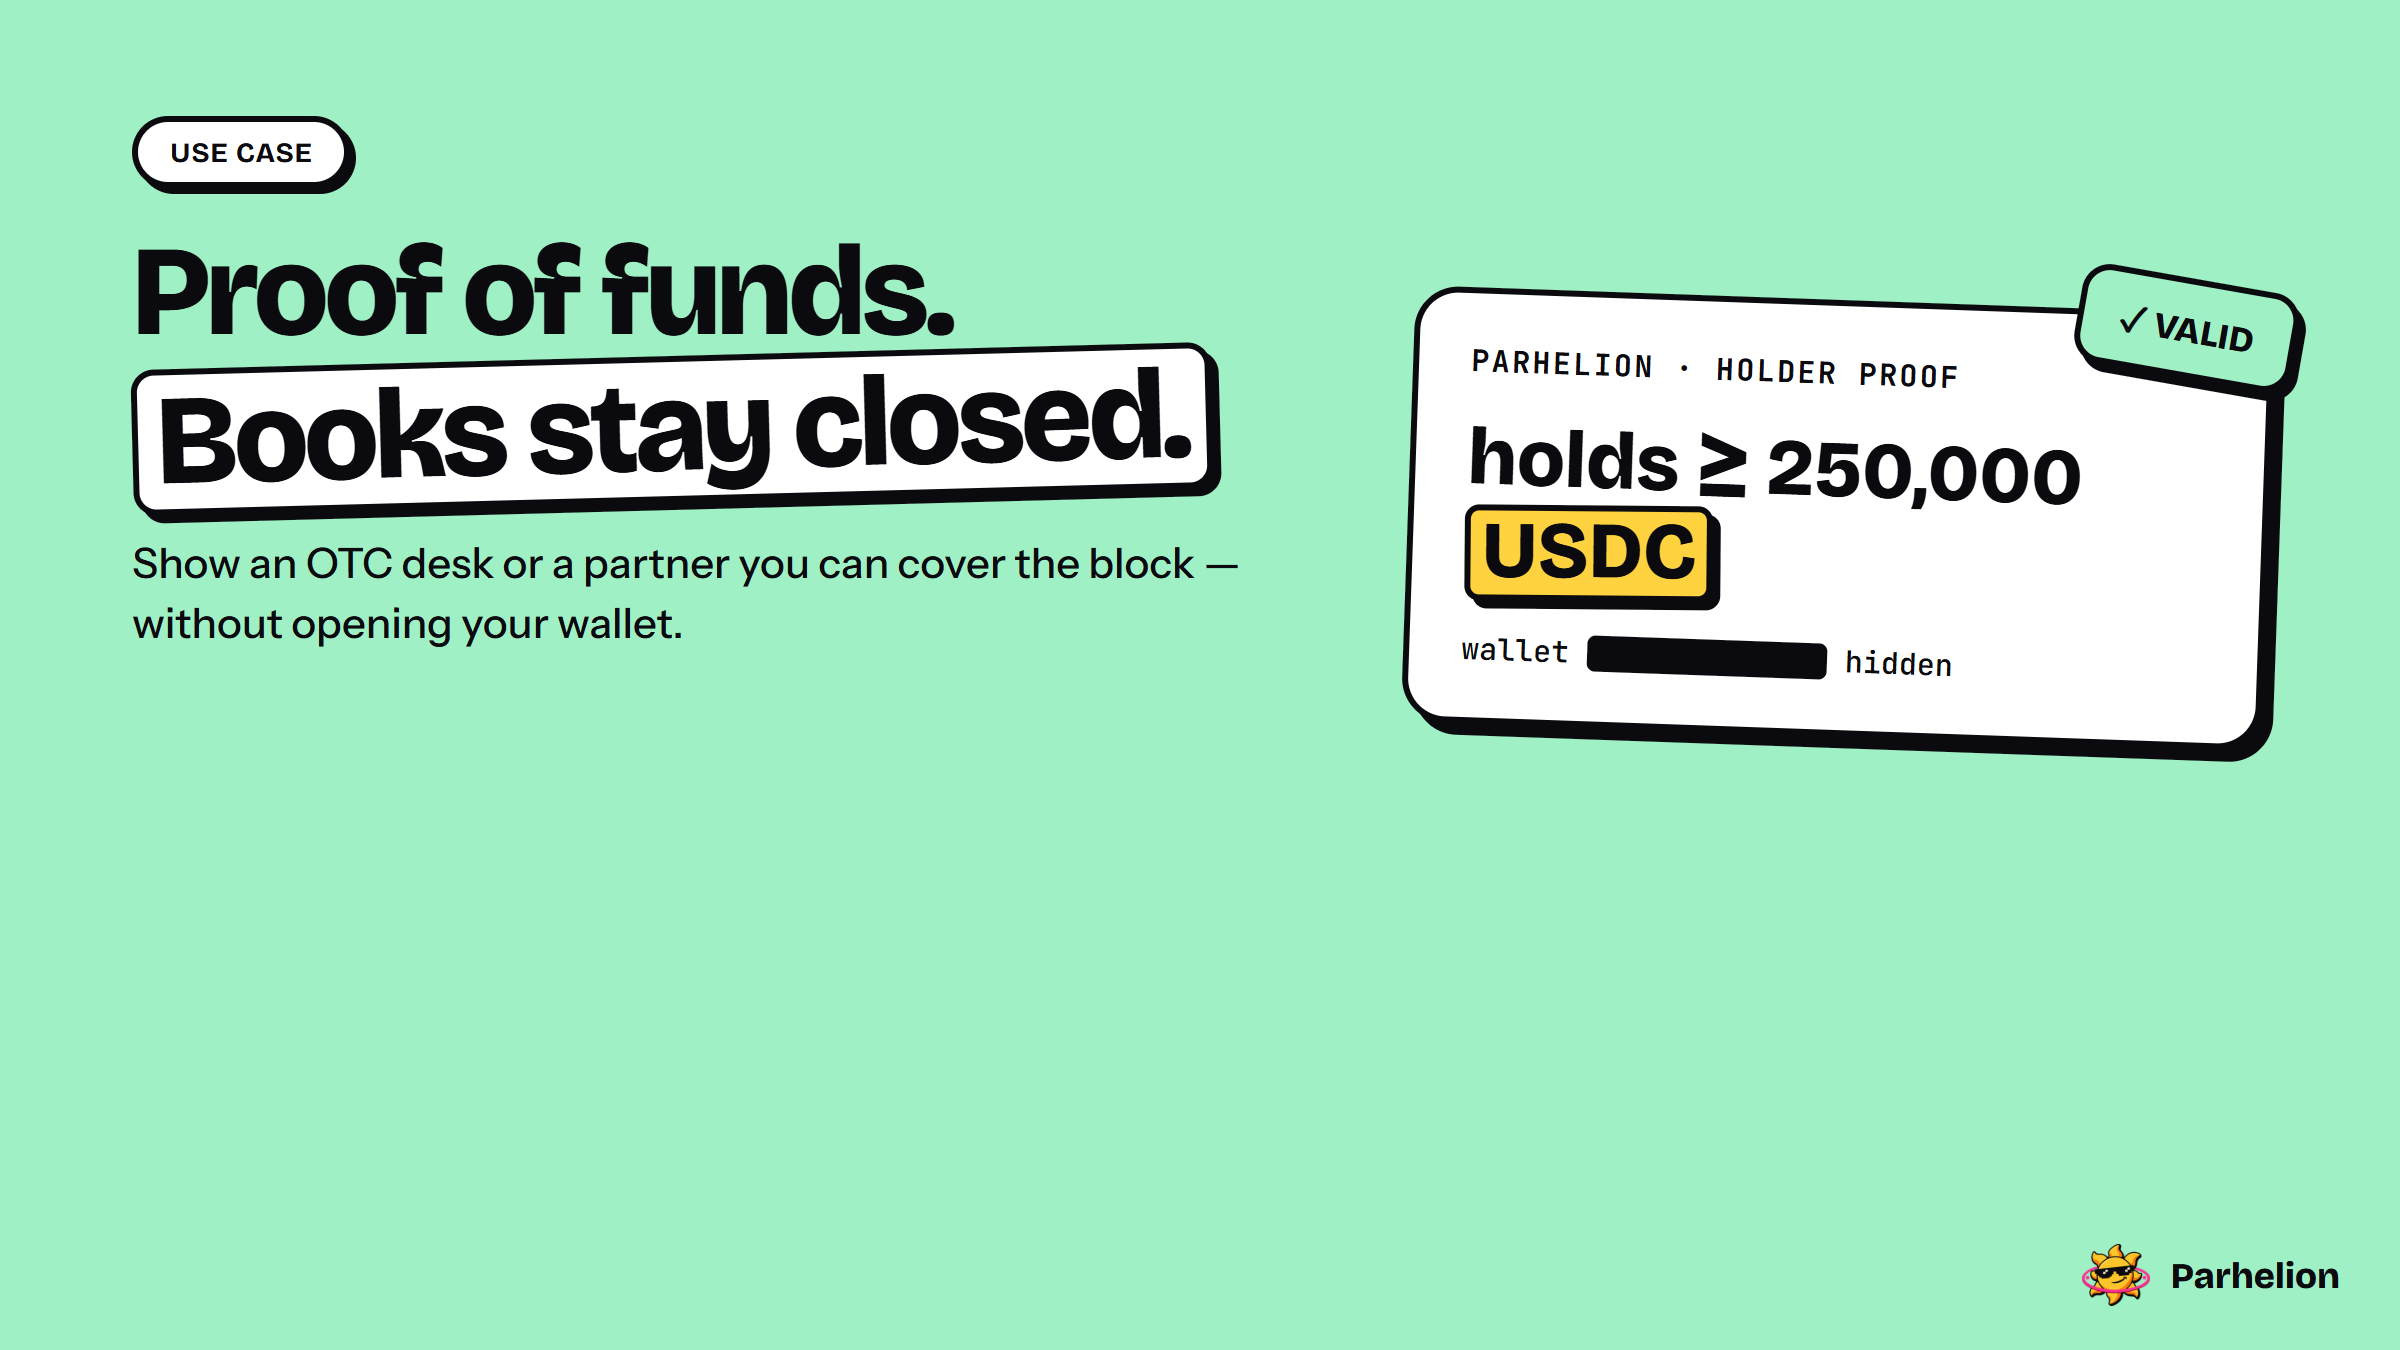 USE CASE
Proof of funds.
Books stay closed.
Show an OTC desk or a partner you can cover the block —
without opening your wallet.
✓ VALID
PARHELION · HOLDER PROOF
holds ≥ 250,000
USDC
wallet hidden
Parhelion